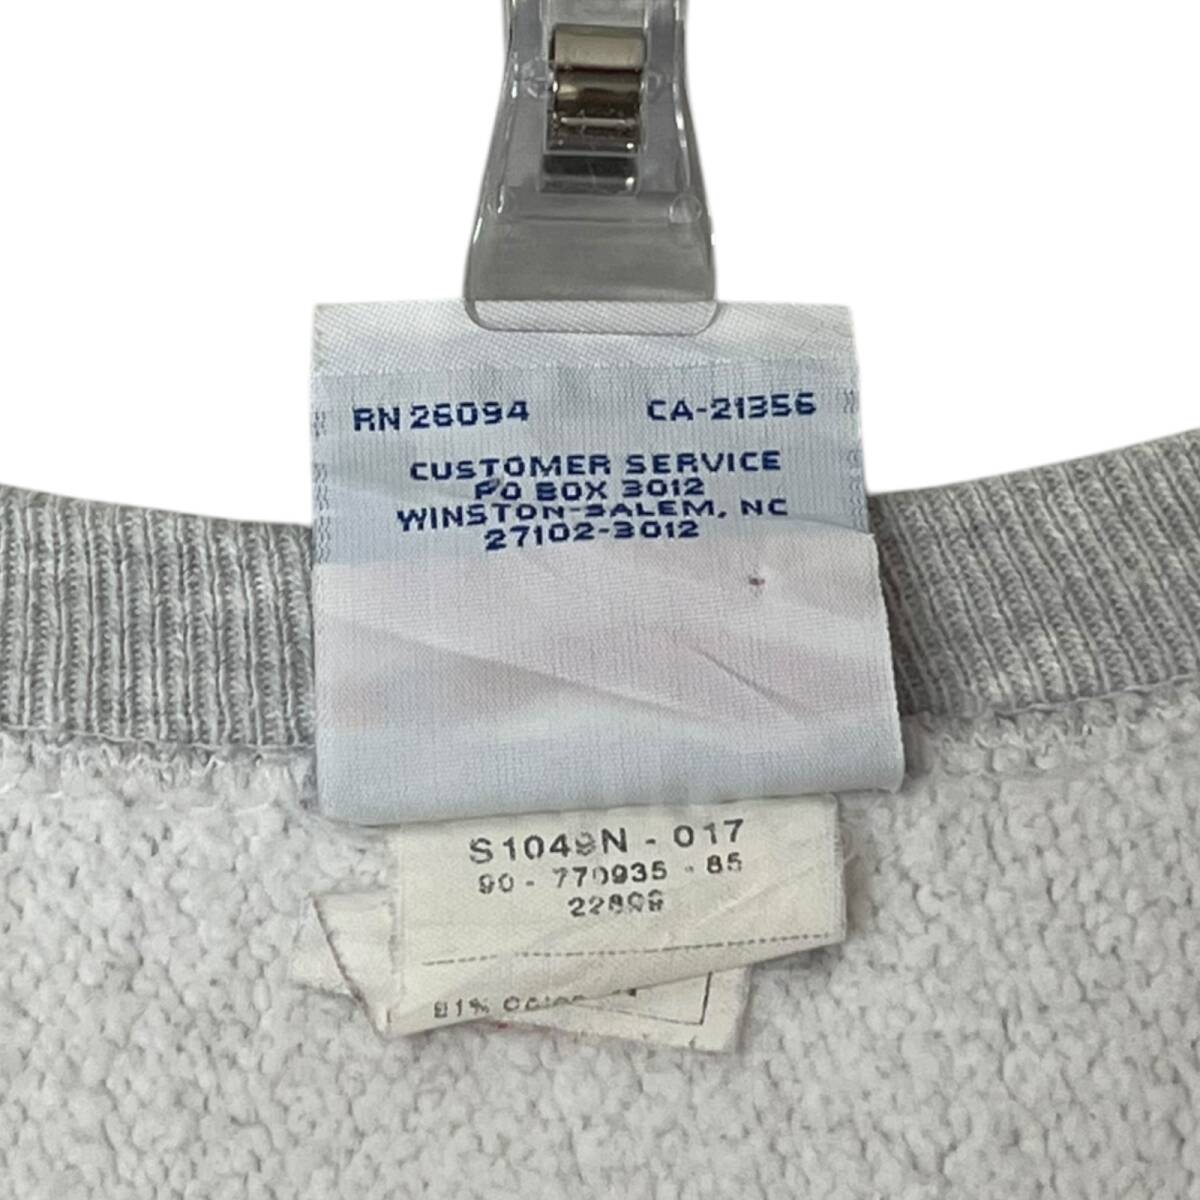 RN 26094 CA-21356
CUSTOMER SERVICE
PO BOX 3012
WINSTON-SALEM, NC
27102-3012
S1049N - 017
90 - 770935 - 85
81%